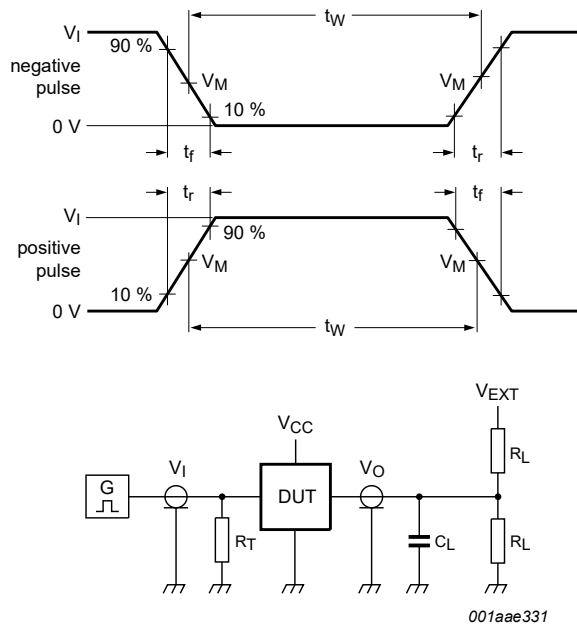 V_I
t_W
90 %
negative
pulse
V_M
V_M
10 %
0 V
t_f
t_r
t_r
t_f
V_I
90 %
positive
pulse
V_M
V_M
10 %
0 V
t_W
V_EXT
V_CC
R_L
V_I
V_O
G
DUT
R_T
C_L
R_L
001aae331